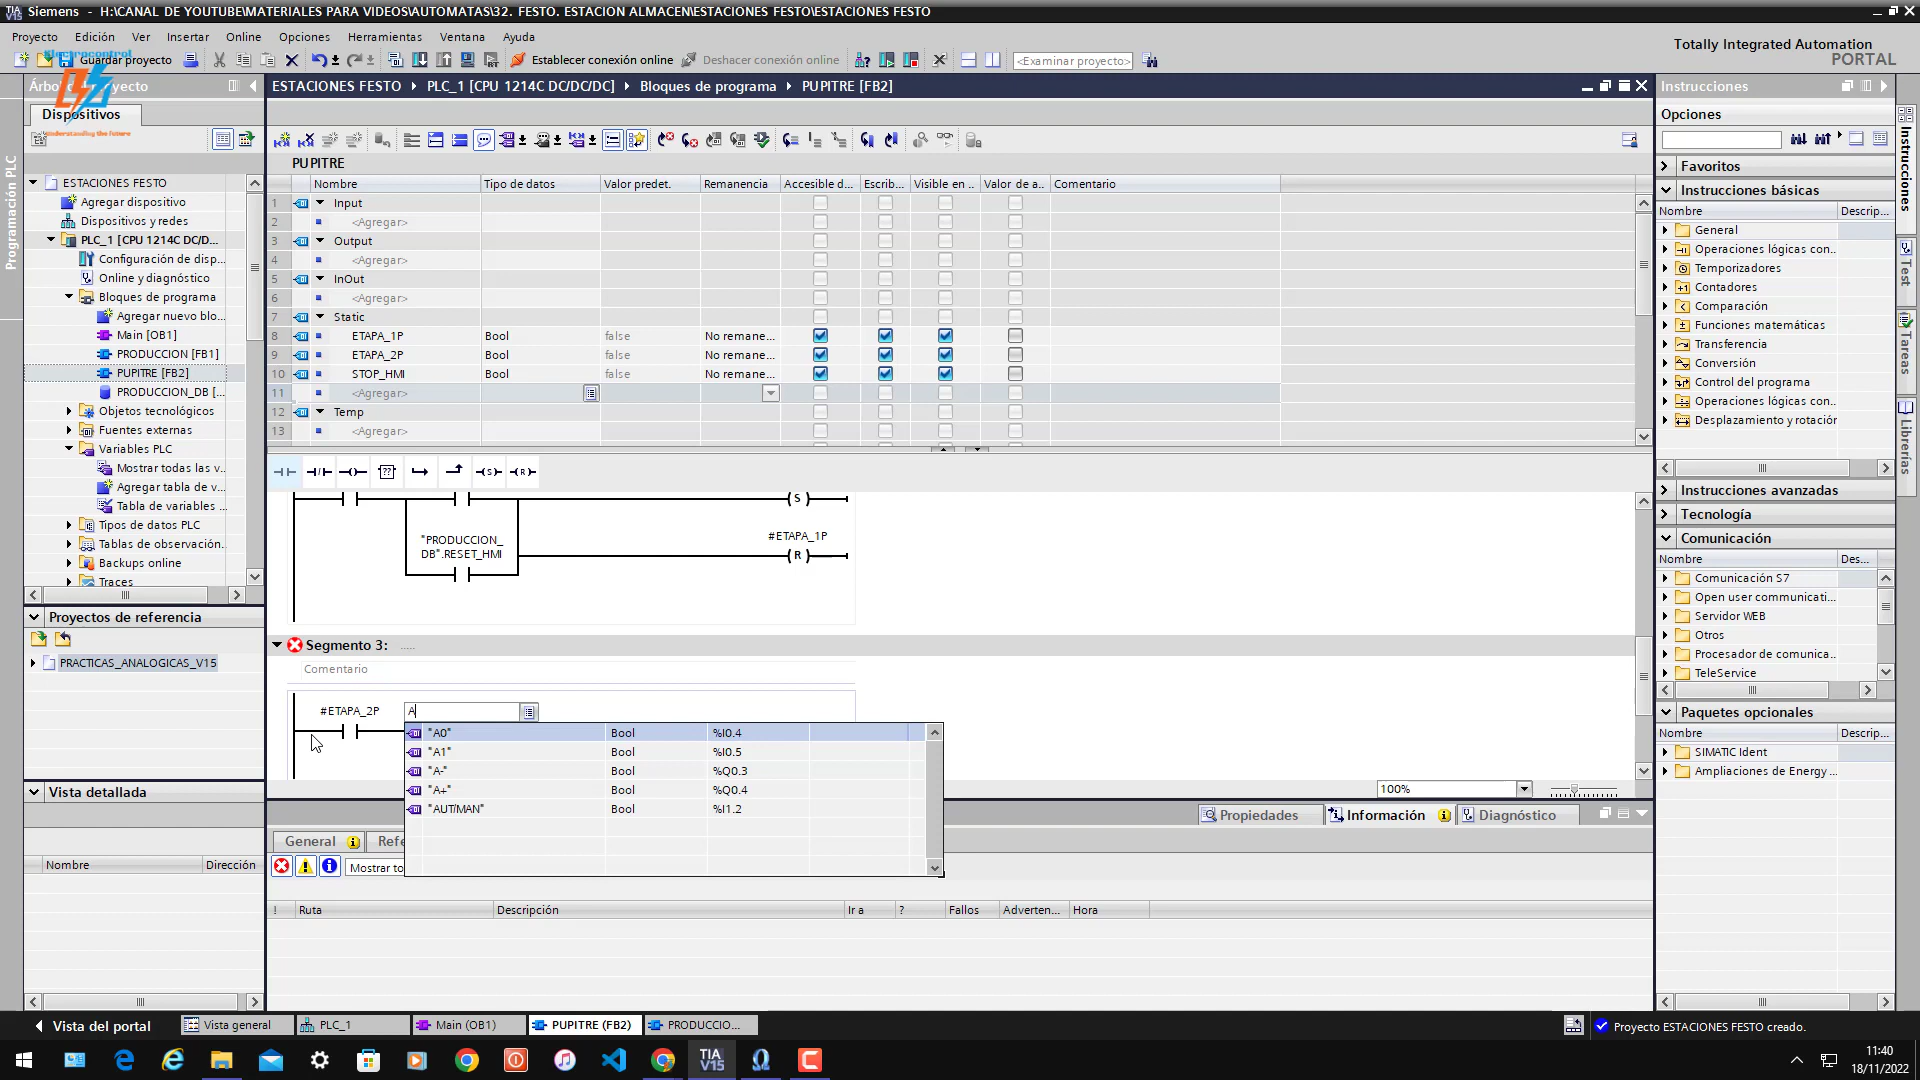 Siemens - H:\CANAL DE YOUTUBE\MATERIALES PARA VIDEOS\AUTOMATAS\32. FESTO. ESTACION ALMACEN\ESTACIONES FESTO\ESTACIONES FESTO
Proyecto Edición Ver Insertar Online Opciones Herramientas Ventana Ayuda
Totally Integrated Automation
PORTAL
Guardar proyecto Establecer conexión online Deshacer conexión online <Examinar proyecto>
Electrocontrol
Understanding the future
ESTACIONES FESTO PLC_1 [CPU 1214C DC/DC/DC] Bloques de programa PUPITRE [FB2]
Dispositivos
ESTACIONES FESTO
Agregar dispositivo
Dispositivos y redes
PLC_1 [CPU 1214C DC/D...
Configuración de disp...
Online y diagnóstico
Bloques de programa
Agregar nuevo blo...
Main [OB1]
PRODUCCION [FB1]
PUPITRE [FB2]
PRODUCCION_DB [...
Objetos tecnológicos
Fuentes externas
Variables PLC
Mostrar todas las v...
Agregar tabla de v...
Tabla de variables ...
Tipos de datos PLC
Tablas de observación...
Backups online
Traces
Proyectos de referencia
PRACTICAS_ANALOGICAS_V15
Vista detallada
Nombre Dirección
Programación PLC
PUPITRE
Nombre Tipo de datos Valor predet. Remanencia Accesible d... Escrib... Visible en .. Valor de a.. Comentario
1 Input
2 <Agregar>
3 Output
4 <Agregar>
5 InOut
6 <Agregar>
7 Static
8 ETAPA_1P Bool false No remane...
9 ETAPA_2P Bool false No remane...
10 STOP_HMI Bool false No remane...
11 <Agregar>
12 Temp
13 <Agregar>
??
S
R
S
"PRODUCCION_
DB".RESET_HMI
#ETAPA_1P
R
Segmento 3: .....
Comentario
#ETAPA_2P A
"A0" Bool %I0.4
"A1" Bool %I0.5
"A-" Bool %Q0.3
"A+" Bool %Q0.4
"AUT/MAN" Bool %I1.2
100%
Propiedades Información Diagnóstico
General Refe
Mostrar to
! Ruta Descripción Ir a ? Fallos Adverten... Hora
Instrucciones
Opciones
Favoritos
Instrucciones básicas
Nombre Descrip...
General
Operaciones lógicas con...
Temporizadores
Contadores
Comparación
Funciones matemáticas
Transferencia
Conversión
Control del programa
Operaciones lógicas con...
Desplazamiento y rotación
Instrucciones avanzadas
Tecnología
Comunicación
Nombre Des...
Comunicación S7
Open user communicati...
Servidor WEB
Otros
Procesador de comunica...
TeleService
Paquetes opcionales
Nombre Descrip...
SIMATIC Ident
Ampliaciones de Energy ...
Instrucciones
Test
Tareas
Librerías
Vista del portal Vista general PLC_1 Main (OB1) PUPITRE (FB2) PRODUCCIO...
Proyecto ESTACIONES FESTO creado.
TIA
V15
11:40
18/11/2022